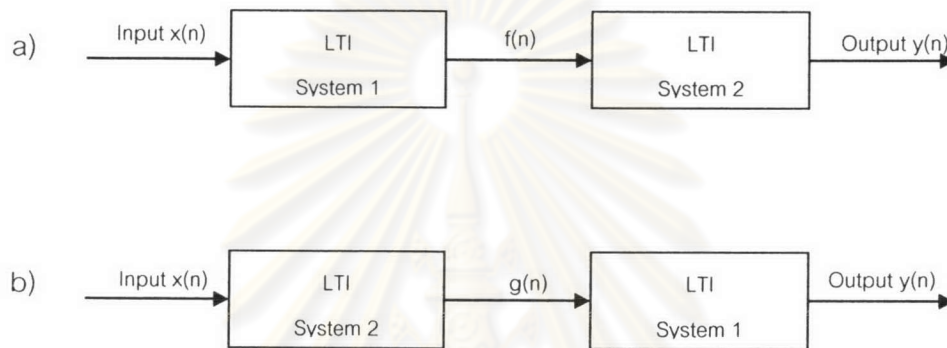 a)
Input x(n)
LTI
System 1
f(n)
LTI
System 2
Output y(n)
b)
Input x(n)
LTI
System 2
g(n)
LTI
System 1
Output y(n)